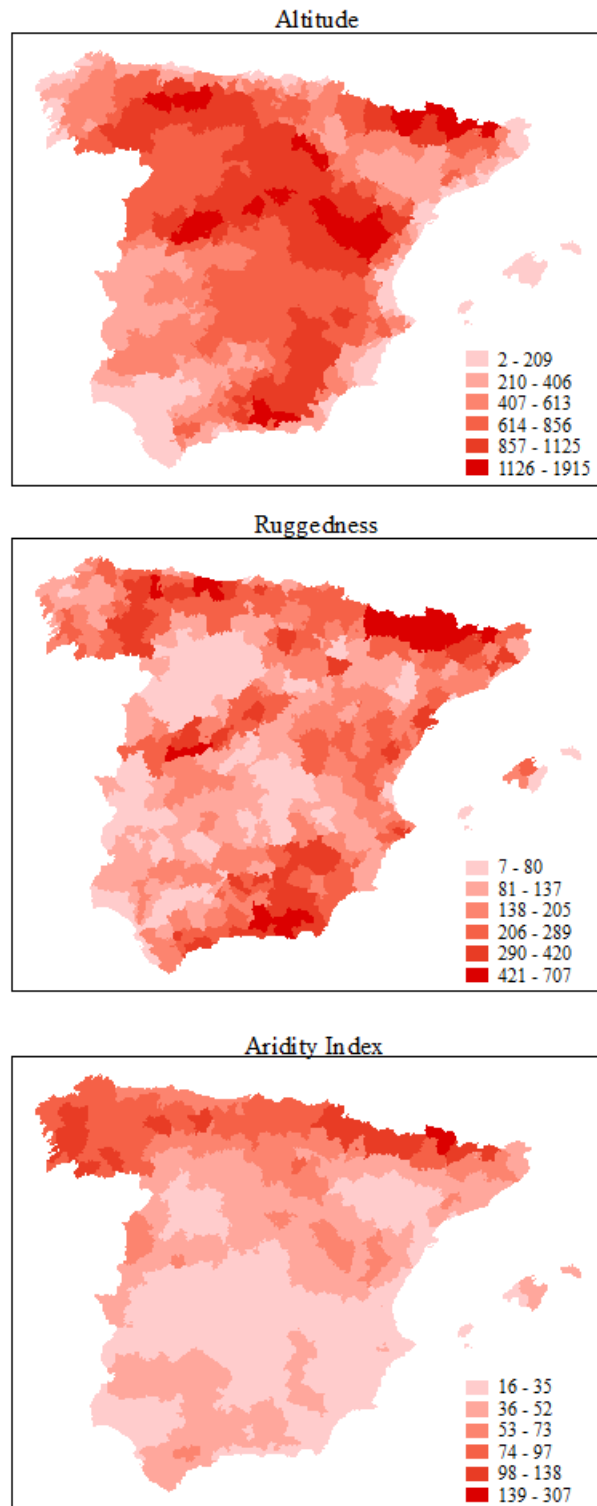 Altitude
2 - 209
210 - 406
407 - 613
614 - 856
857 - 1125
1126 - 1915
Ruggedness
7 - 80
81 - 137
138 - 205
206 - 289
290 - 420
421 - 707
Aridity Index
16 - 35
36 - 52
53 - 73
74 - 97
98 - 138
139 - 307